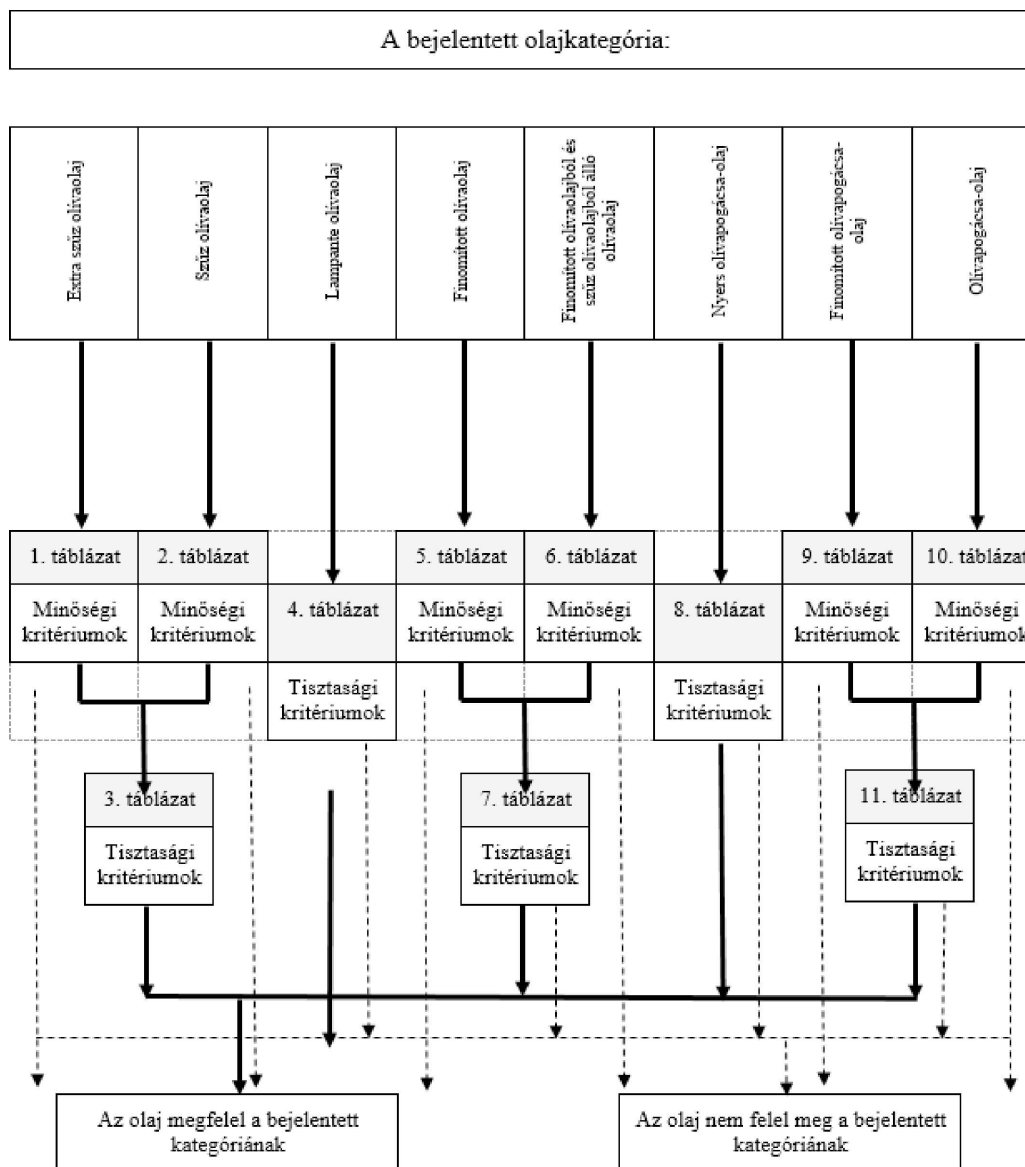 A bejelentett olajkategória:
Extra szűz olívaolaj
Szűz olívaolaj
Lampante olívaolaj
Finomított olívaolaj
Finomított olívaolajból és
szűz olívaolajból álló
olívaolaj
Nyers olívapogácsa-olaj
Finomított olívapogácsa-
olaj
Olívapogácsa-olaj
1. táblázat
2. táblázat
5. táblázat
6. táblázat
9. táblázat
10. táblázat
Minőségi
kritériumok
Minőségi
kritériumok
4. táblázat
Minőségi
kritériumok
Minőségi
kritériumok
8. táblázat
Minőségi
kritériumok
Minőségi
kritériumok
Tisztasági
kritériumok
Tisztasági
kritériumok
3. táblázat
7. táblázat
11. táblázat
Tisztasági
kritériumok
Tisztasági
kritériumok
Tisztasági
kritériumok
Az olaj megfelel a bejelentett
kategóriának
Az olaj nem felel meg a bejelentett
kategóriának